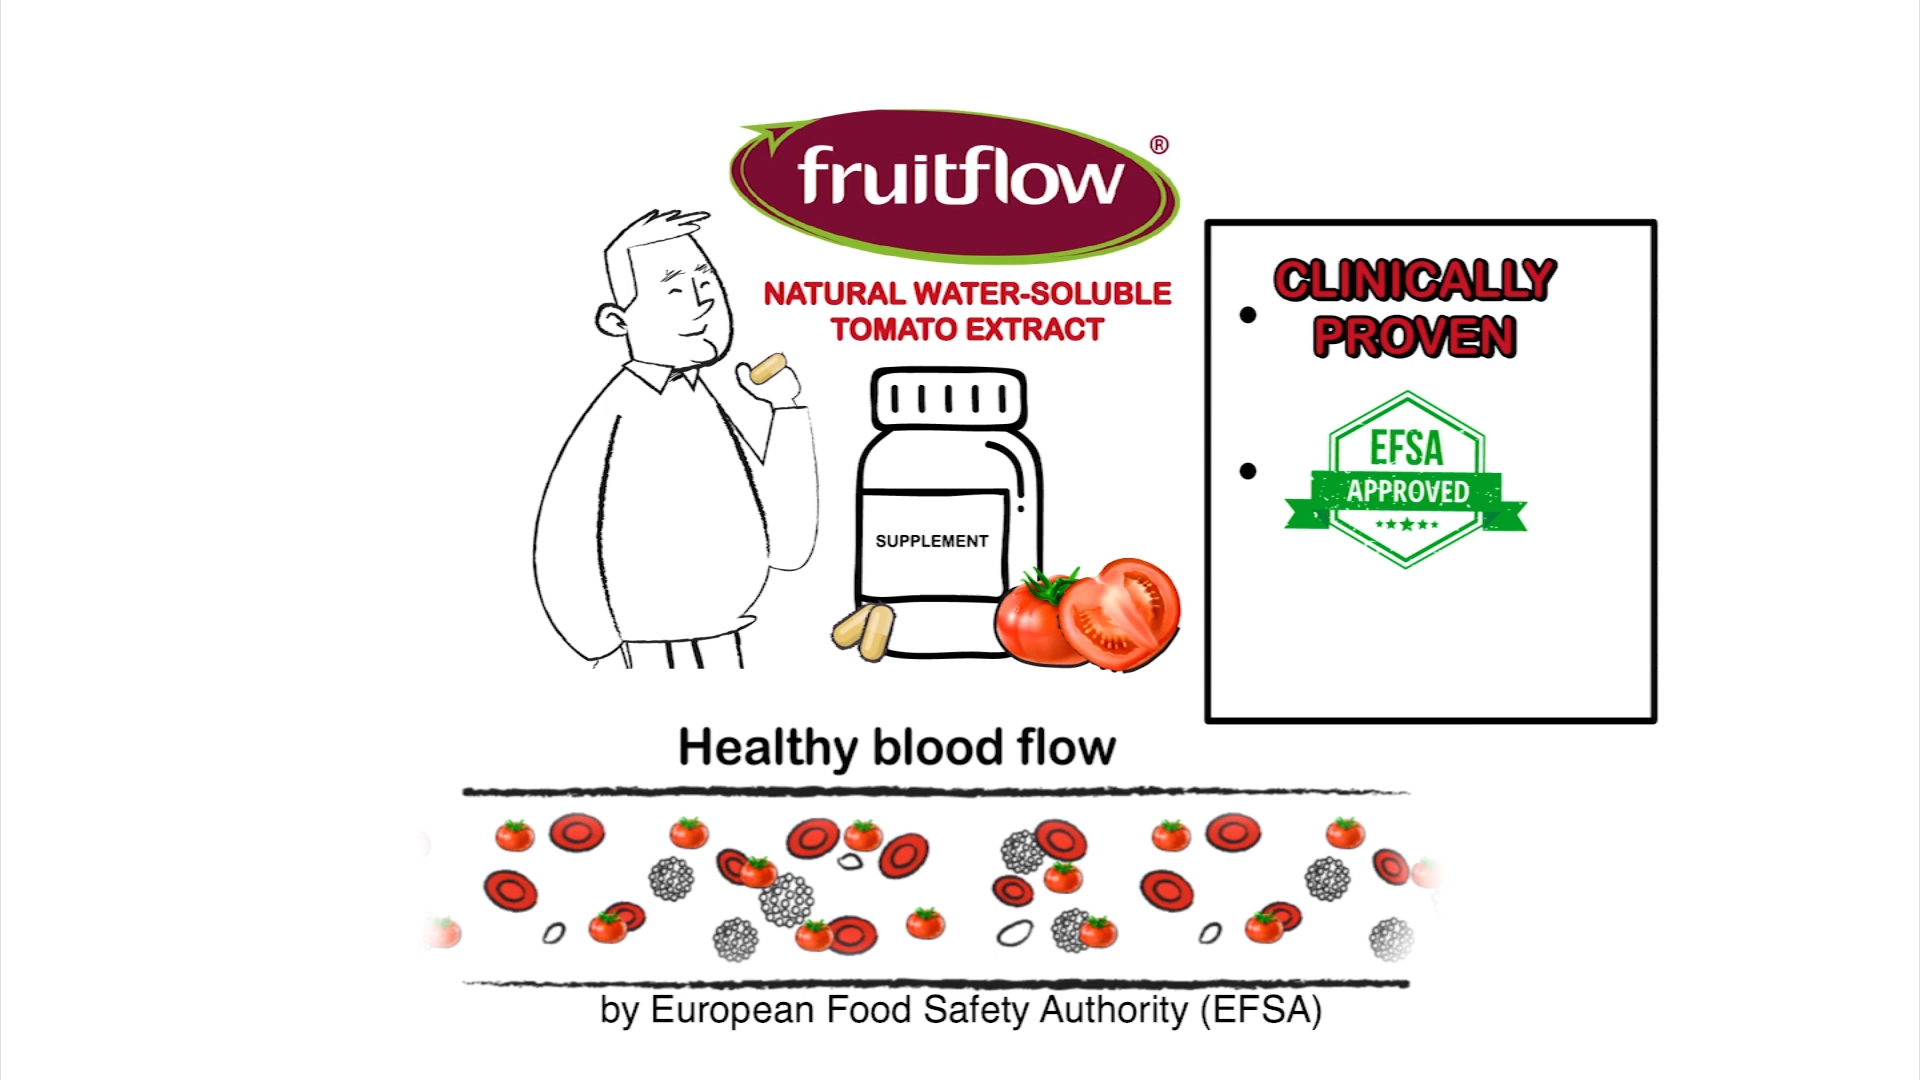 fruitflow®
NATURAL WATER-SOLUBLE
TOMATO EXTRACT
SUPPLEMENT
CLINICALLY
PROVEN
EFSA
APPROVED
Healthy blood flow
by European Food Safety Authority (EFSA)